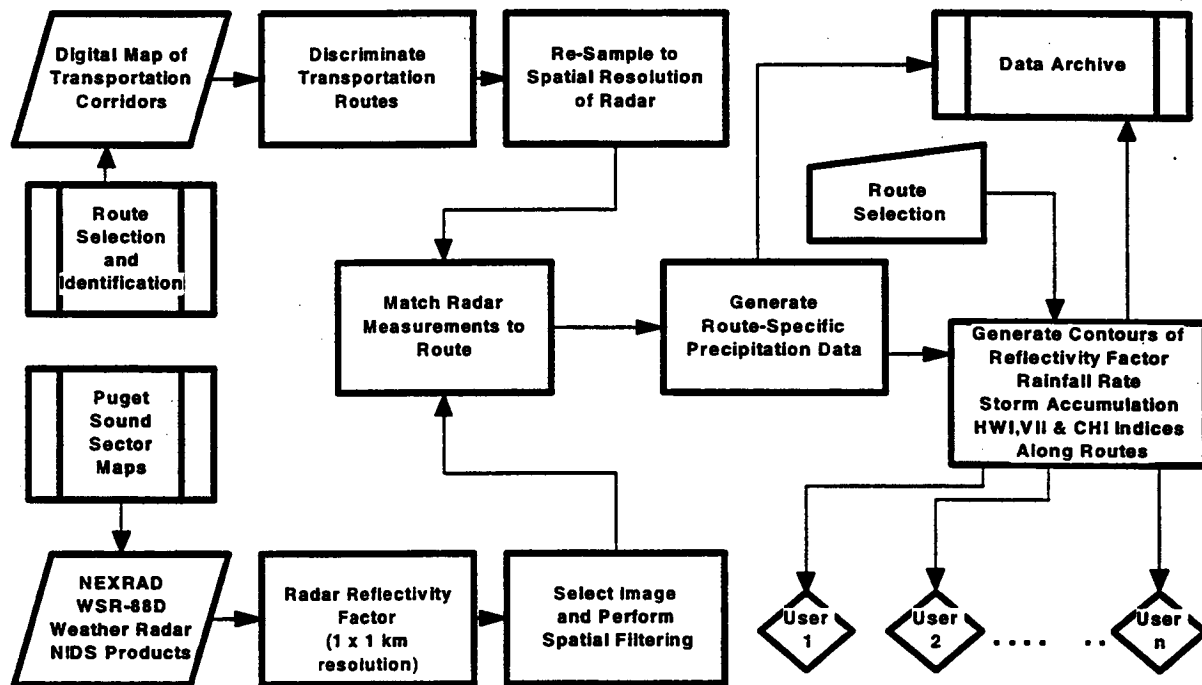 Digital Map of
Transportation
Corridors
Discriminate
Transportation
Routes
Re-Sample to
Spatial Resolution
of Radar
Data Archive
Route
Selection
and
Identification
Route
Selection
Match Radar
Measurements to
Route
Generate
Route-Specific
Precipitation Data
Generate Contours of
Reflectivity Factor
Rainfall Rate
Storm Accumulation
HWI,VII & CHI Indices
Along Routes
Puget
Sound
Sector
Maps
NEXRAD
WSR-88D
Weather Radar
NIDS Products
Radar Reflectivity
Factor
(1 x 1 km
resolution)
Select Image
and Perform
Spatial Filtering
User
1
User
2
.... ..
User
n